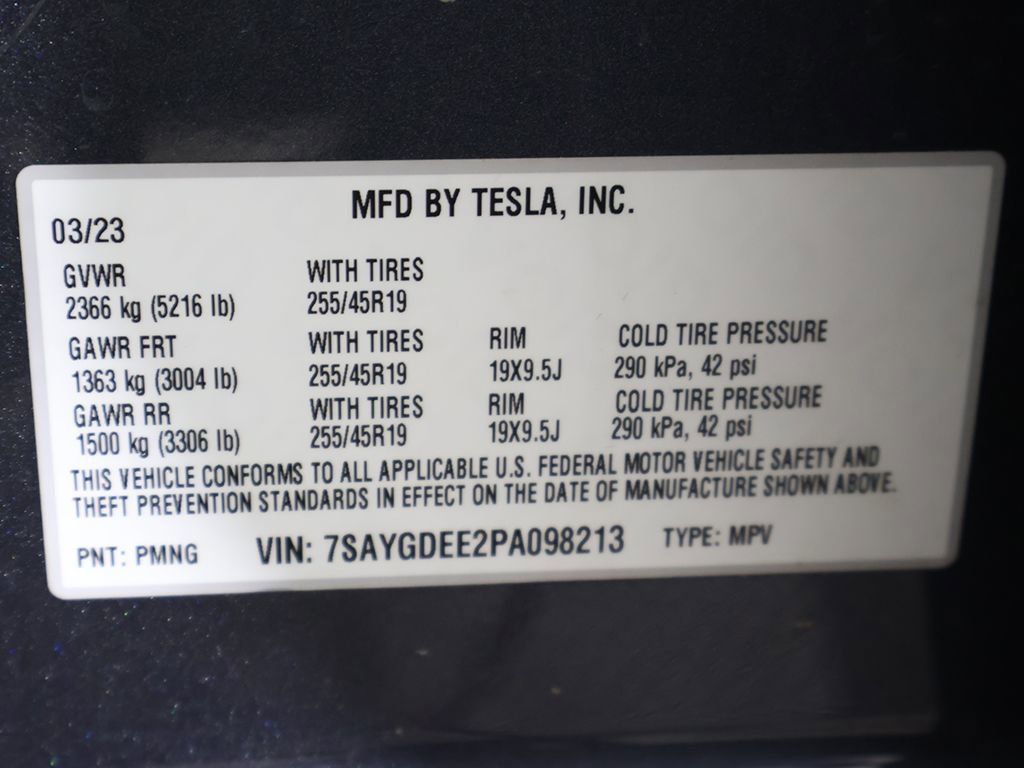 MFD BY TESLA, INC.
03/23
GVWR WITH TIRES
2366 kg (5216 lb) 255/45R19
GAWR FRT WITH TIRES RIM COLD TIRE PRESSURE
1363 kg (3004 lb) 255/45R19 19X9.5J 290 kPa, 42 psi
GAWR RR WITH TIRES RIM COLD TIRE PRESSURE
1500 kg (3306 lb) 255/45R19 19X9.5J 290 kPa, 42 psi
THIS VEHICLE CONFORMS TO ALL APPLICABLE U.S. FEDERAL MOTOR VEHICLE SAFETY AND
THEFT PREVENTION STANDARDS IN EFFECT ON THE DATE OF MANUFACTURE SHOWN ABOVE.
PNT: PMNG VIN: 7SAYGDEE2PA098213 TYPE: MPV